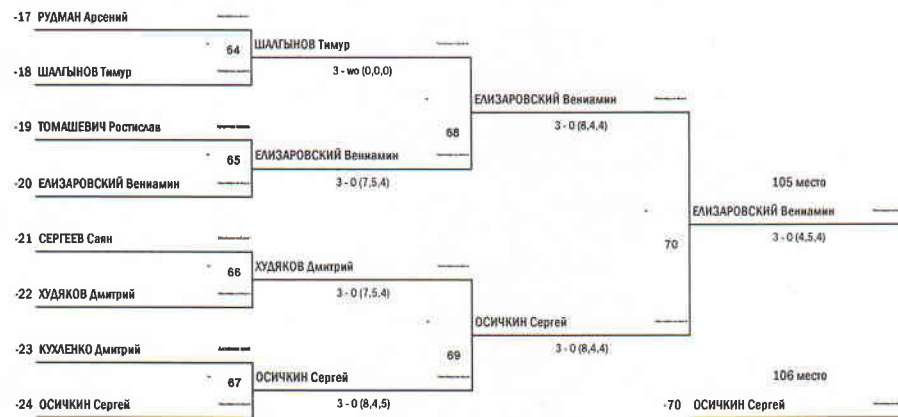 -17 РУДМАН Арсений
64
ШАЛГЫНОВ Тимур
-18 ШАЛГЫНОВ Тимур
3 - wo (0,0,0)
ЕЛИЗАРОВСКИЙ Вениамин
-19 ТОМАШЕВИЧ Ростислав
68
3 - 0 (8,4,4)
65
ЕЛИЗАРОВСКИЙ Вениамин
-20 ЕЛИЗАРОВСКИЙ Вениамин
3 - 0 (7,5,4)
105 место
ЕЛИЗАРОВСКИЙ Вениамин
-21 СЕРГЕЕВ Саян
70
3 - 0 (4,5,4)
66
ХУДЯКОВ Дмитрий
-22 ХУДЯКОВ Дмитрий
3 - 0 (7,5,4)
ОСИЧКИН Сергей
-23 КУХЛЕНКО Дмитрий
69
3 - 0 (8,4,4)
67
ОСИЧКИН Сергей
106 место
-24 ОСИЧКИН Сергей
3 - 0 (8,4,5)
-70 ОСИЧКИН Сергей